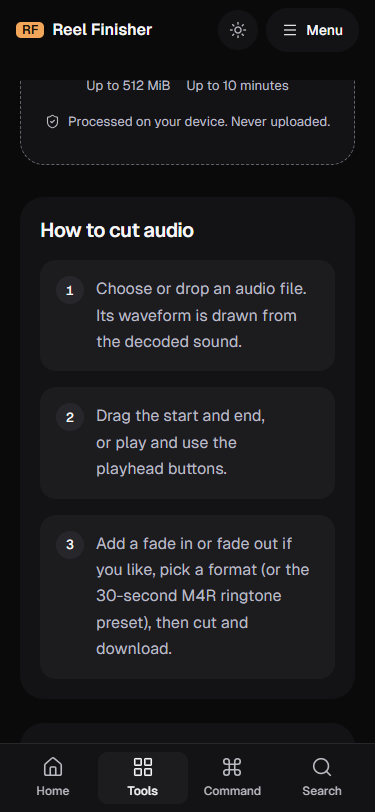 RF Reel Finisher
Menu
Up to 512 MiB Up to 10 minutes
Processed on your device. Never uploaded.
How to cut audio
1 Choose or drop an audio file.
Its waveform is drawn from
the decoded sound.
2 Drag the start and end,
or play and use the
playhead buttons.
3 Add a fade in or fade out if
you like, pick a format (or the
30-second M4R ringtone
preset), then cut and
download.
Home Tools Command Search